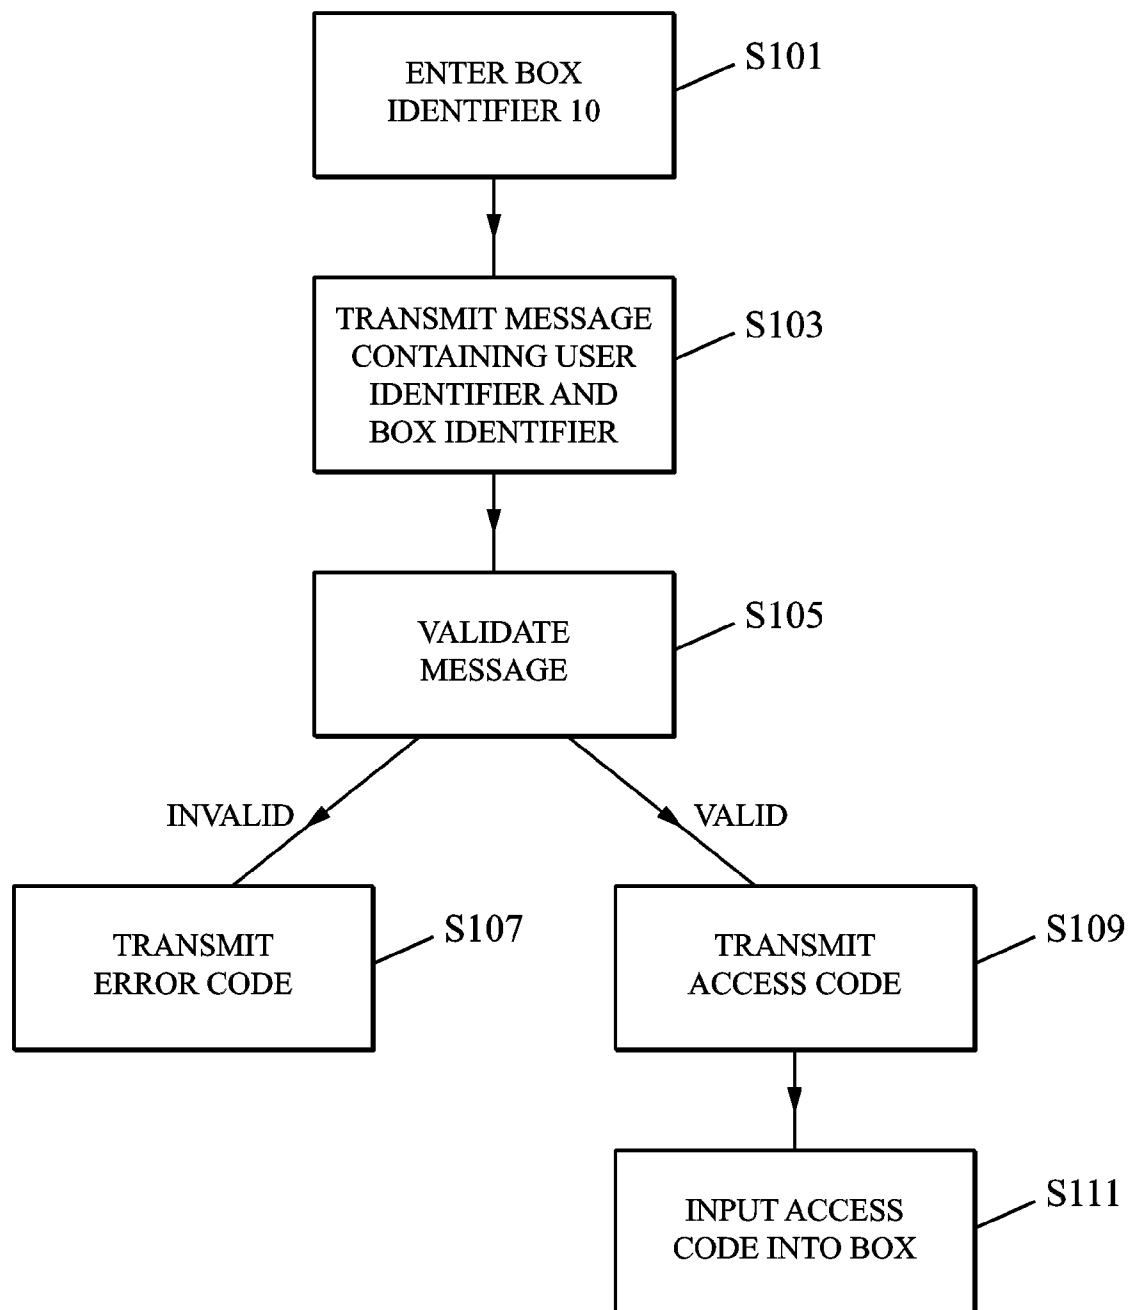 ENTER BOX
IDENTIFIER 10
S101
TRANSMIT MESSAGE
CONTAINING USER
IDENTIFIER AND
BOX IDENTIFIER
S103
VALIDATE
MESSAGE
S105
INVALID
VALID
TRANSMIT
ERROR CODE
S107
TRANSMIT
ACCESS CODE
S109
INPUT ACCESS
CODE INTO BOX
S111